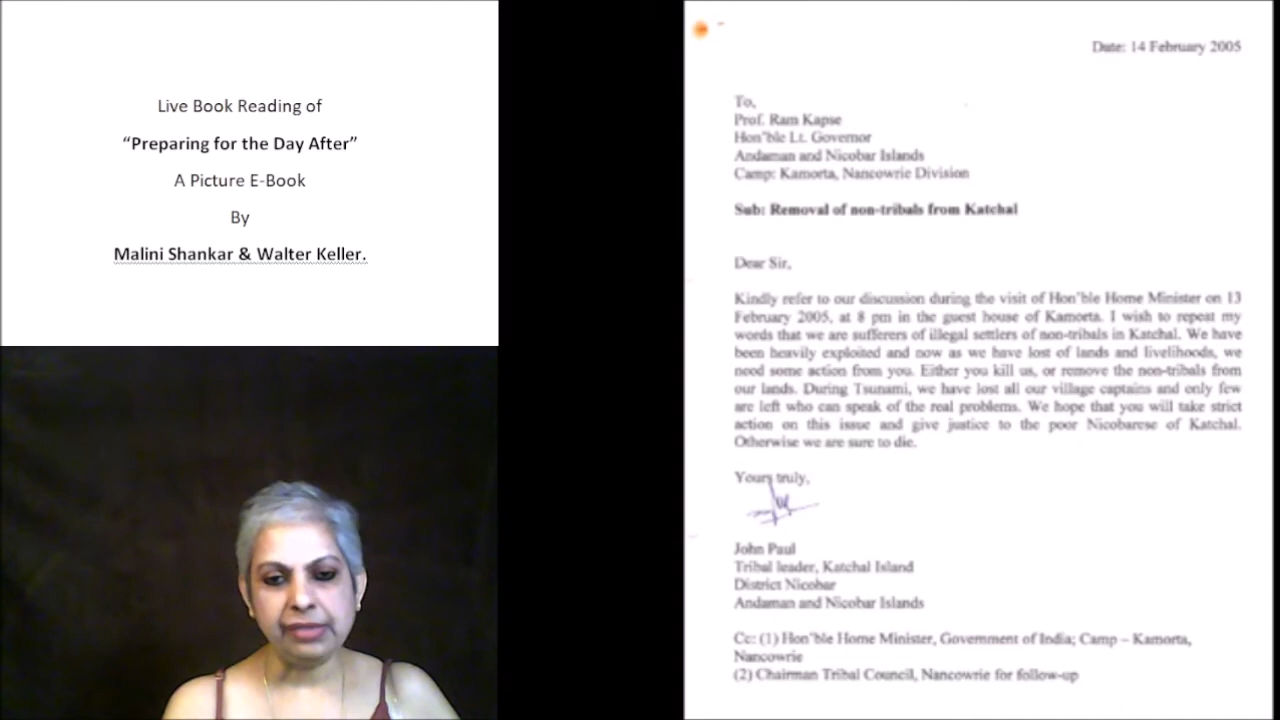 Live Book Reading of
“Preparing for the Day After”
A Picture E-Book
By
Malini Shankar & Walter Keller.
Date: 14 February 2005
To,
Prof. Ram Kapse
Hon'ble Lt. Governor
Andaman and Nicobar Islands
Camp: Kamorta, Nancowrie Division
Sub: Removal of non-tribals from Katchal
Dear Sir,
Kindly refer to our discussion during the visit of Hon'ble Home Minister on 13
February 2005, at 8 pm in the guest house of Kamorta. I wish to repeat my
words that we are sufferers of illegal settlers of non-tribals in Katchal. We have
been heavily exploited and now as we have lost of lands and livelihoods, we
need some action from you. Either you kill us, or remove the non-tribals from
our lands. During Tsunami, we have lost all our village captains and only few
are left who can speak of the real problems. We hope that you will take strict
action on this issue and give justice to the poor Nicobarese of Katchal.
Otherwise we are sure to die.
Yours truly,
John Paul
Tribal leader, Katchal Island
District Nicobar
Andaman and Nicobar Islands
Cc: (1) Hon'ble Home Minister, Government of India; Camp – Kamorta,
Nancowrie
(2) Chairman Tribal Council, Nancowrie for follow-up